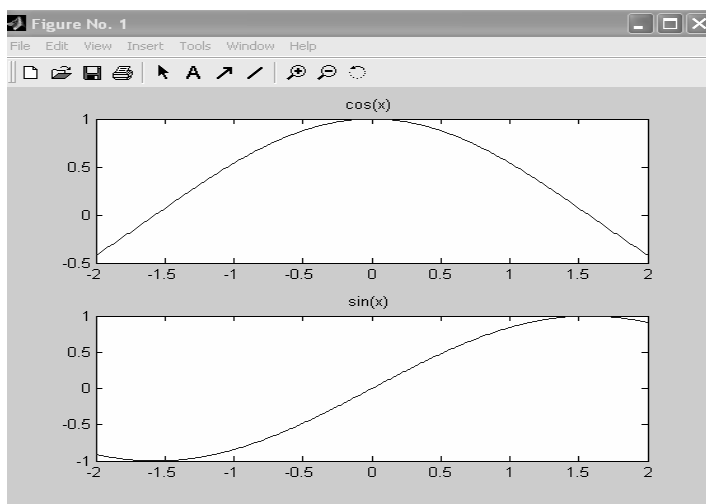 Figure No. 1
File Edit View Insert Tools Window Help
A
cos(x)
1
0.5
0
-0.5
-2 -1.5 -1 -0.5 0 0.5 1 1.5 2
sin(x)
1
0.5
0
-0.5
-1
-2 -1.5 -1 -0.5 0 0.5 1 1.5 2